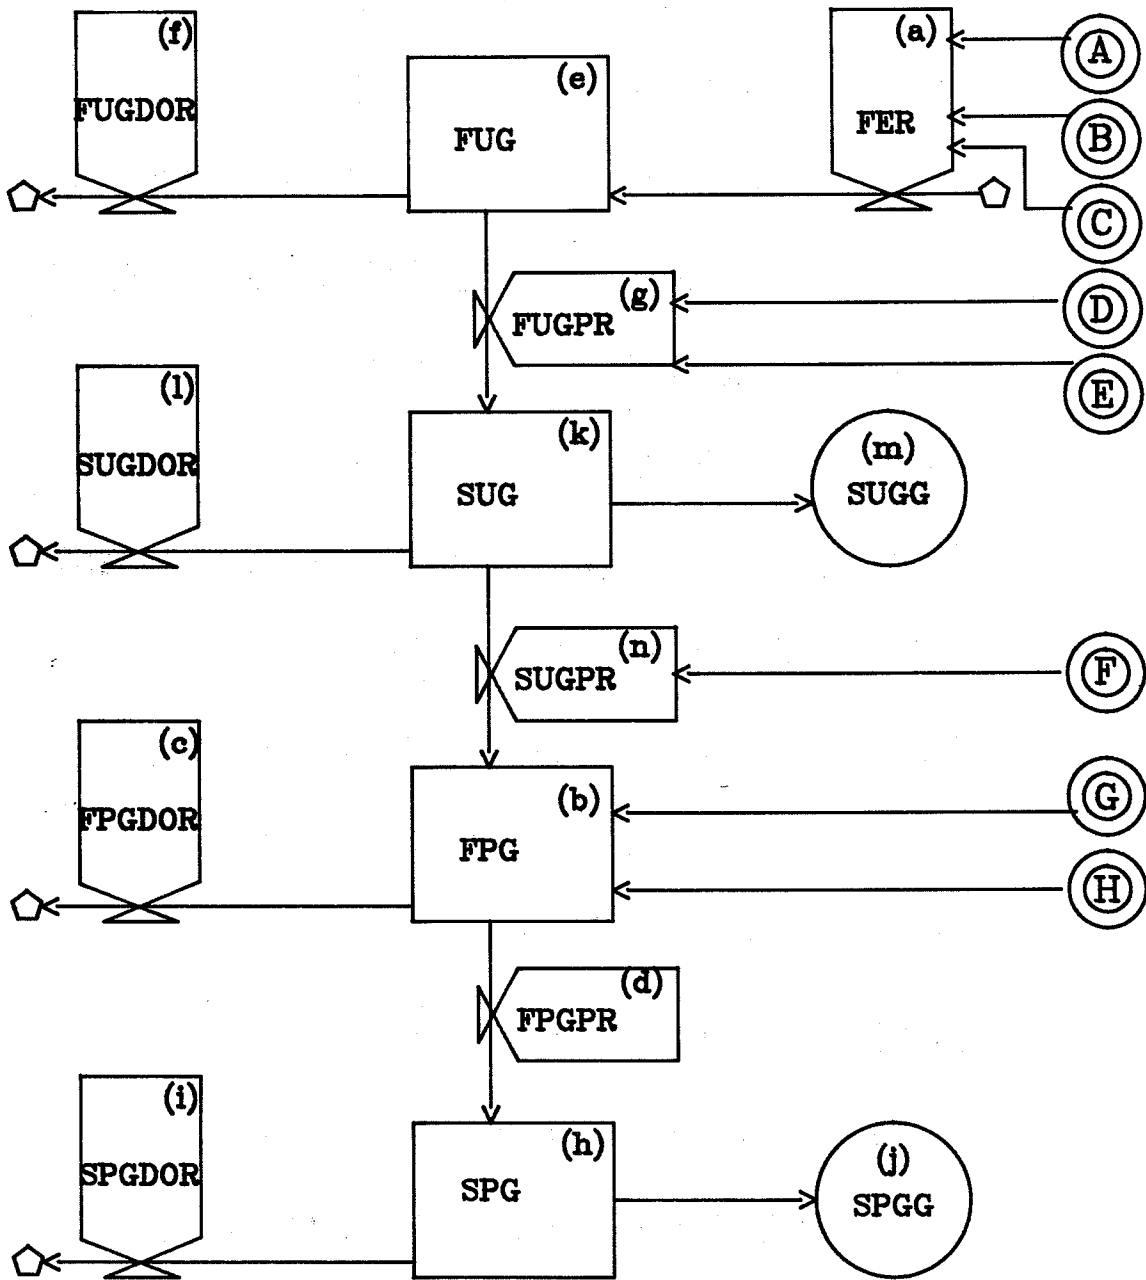 (f)
FUGDOR
(e)
FUG
(a)
FER
A
B
C
(g)
FUGPR
D
E
(l)
SUGDOR
(k)
SUG
(m)
SUGG
(n)
SUGPR
F
(c)
FPGDOR
(b)
FPG
G
H
(d)
FPGPR
(i)
SPGDOR
(h)
SPG
(j)
SPGG